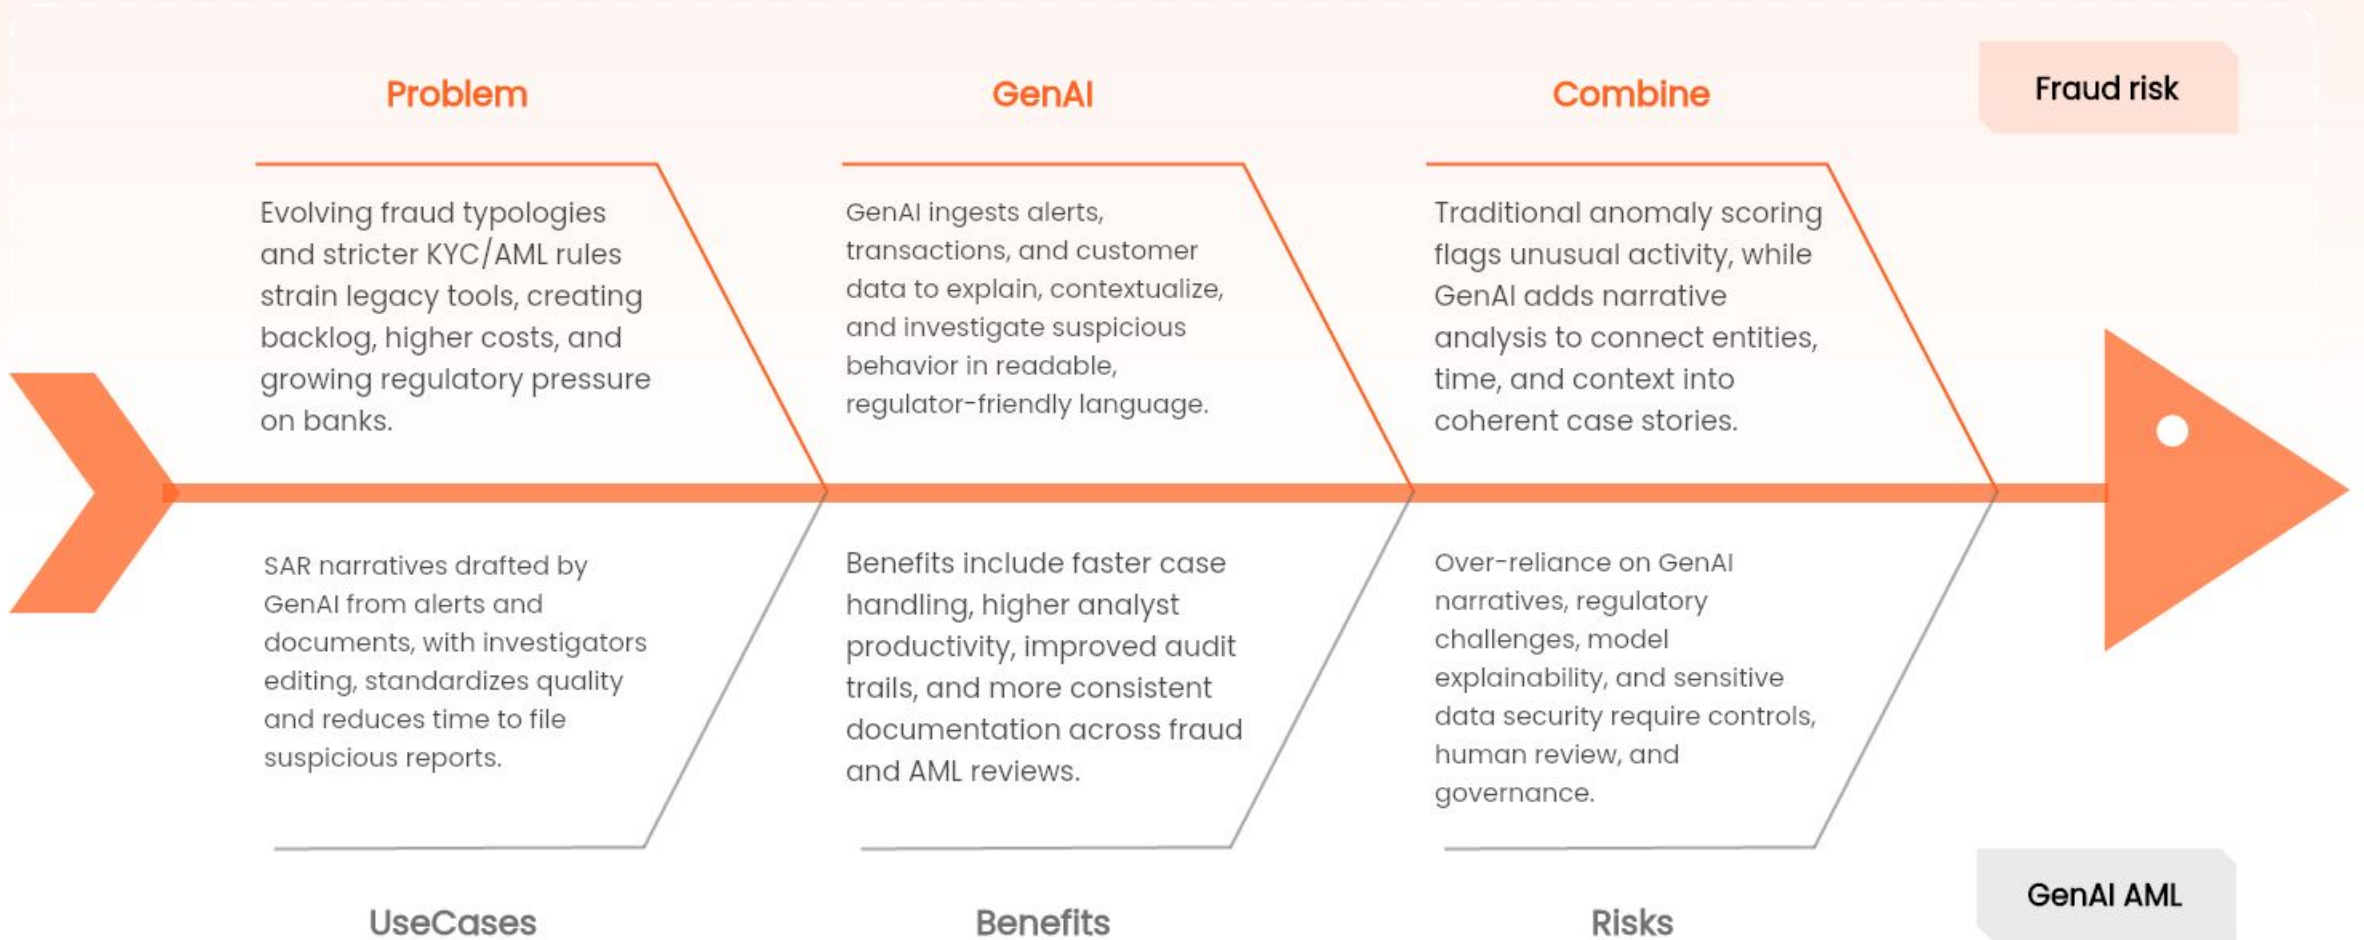 Problem
Evolving fraud typologies
and stricter KYC/AML rules
strain legacy tools, creating
backlog, higher costs, and
growing regulatory pressure
on banks.
GenAI
GenAI ingests alerts,
transactions, and customer
data to explain, contextualize,
and investigate suspicious
behavior in readable,
regulator-friendly language.
Combine
Traditional anomaly scoring
flags unusual activity, while
GenAI adds narrative
analysis to connect entities,
time, and context into
coherent case stories.
Fraud risk
SAR narratives drafted by
GenAI from alerts and
documents, with investigators
editing, standardizes quality
and reduces time to file
suspicious reports.
UseCases
Benefits include faster case
handling, higher analyst
productivity, improved audit
trails, and more consistent
documentation across fraud
and AML reviews.
Benefits
Over-reliance on GenAI
narratives, regulatory
challenges, model
explainability, and sensitive
data security require controls,
human review, and
governance.
Risks
GenAI AML